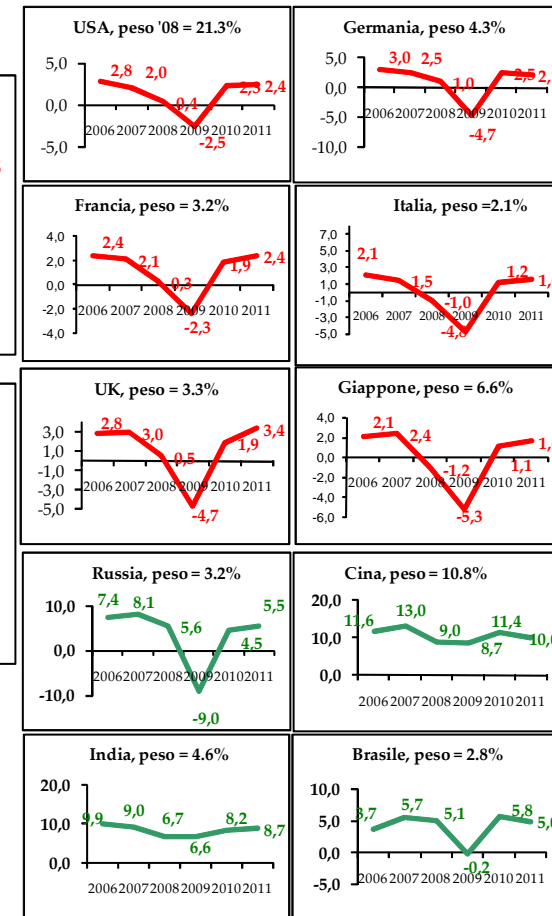 USA, peso '08 = 21.3%
5,0
0,0
-5,0
2,8 2,0 0,4 -2,5 2,3 2,4
2006 2007 2008 2009 2010 2011
Germania, peso 4.3%
5,0
0,0
-5,0
-10,0
3,0 2,5 1,0 -4,7 2,5 2,
2006 2007 2008 2009 2010 2011
Francia, peso = 3.2%
4,0
2,0
0,0
-2,0
-4,0
2,4 2,1 0,3 -2,3 1,9 2,4
2006 2007 2008 2009 2010 2011
Italia, peso =2.1%
7,0
5,0
3,0
1,0
-1,0
-3,0
-5,0
2,1 1,5 -1,0 -4,8 1,2 1,
2006 2007 2008 2009 2010 2011
UK, peso = 3.3%
3,0
1,0
-1,0
-3,0
-5,0
2,8 3,0 0,5 -4,7 1,9 3,4
2006 2007 2008 2009 2010 2011
Giappone, peso = 6.6%
4,0
2,0
0,0
-2,0
-4,0
-6,0
2,1 2,4 -1,2 -5,3 1,1 1,
2006 2007 2008 2009 2010 2011
Russia, peso = 3.2%
10,0
0,0
-10,0
7,4 8,1 5,6 -9,0 4,5 5,5
2006 2007 2008 2009 2010 2011
Cina, peso = 10.8%
20,0
10,0
0,0
11,6 13,0 9,0 8,7 11,4 10,0
2006 2007 2008 2009 2010 2011
India, peso = 4.6%
20,0
10,0
0,0
9,9 9,0 6,7 6,6 8,2 8,7
2006 2007 2008 2009 2010 2011
Brasile, peso = 2.8%
10,0
5,0
0,0
-5,0
3,7 5,7 5,1 -0,2 5,8 5,0
2006 2007 2008 2009 2010 2011